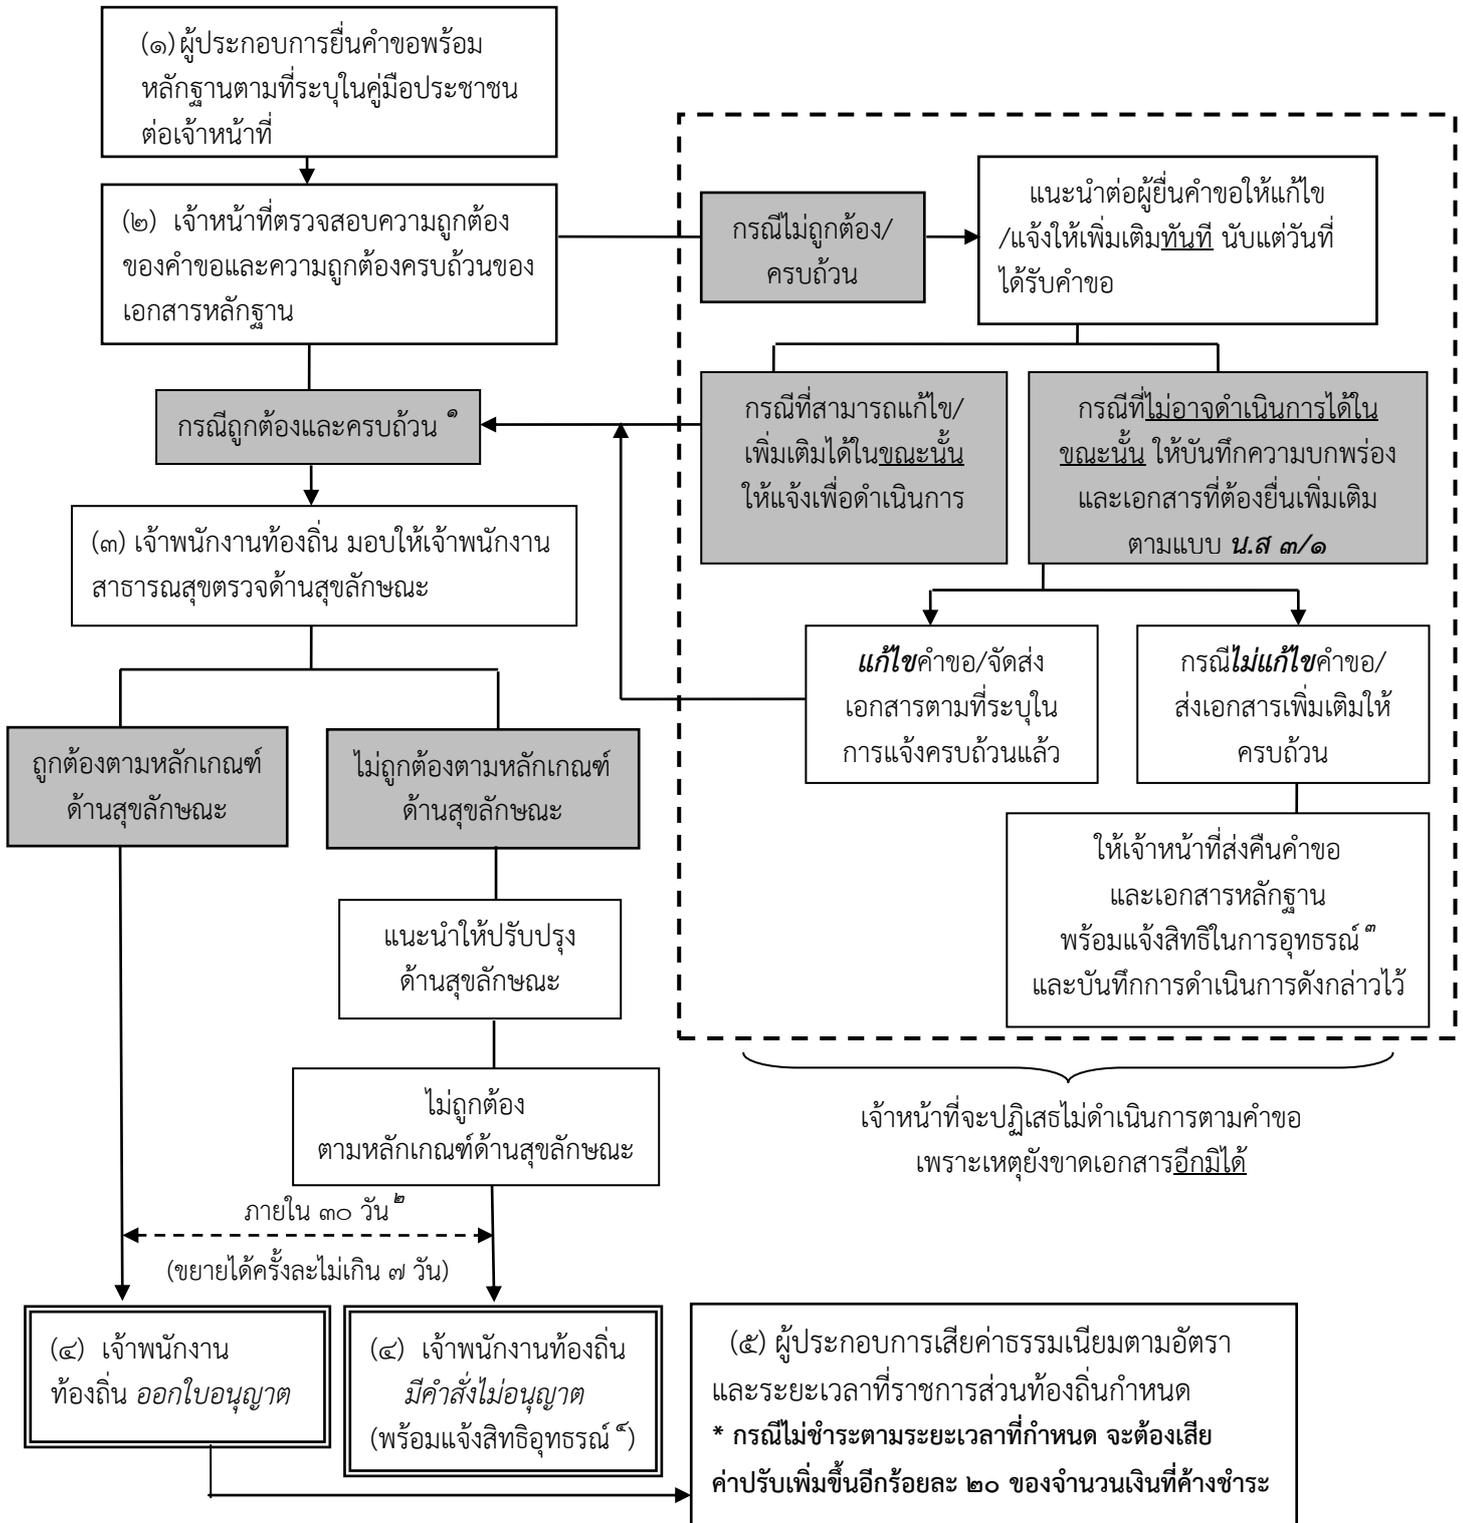 (๑) ผู้ประกอบการยื่นคำขอพร้อม
หลักฐานตามที่ระบุในคู่มือประชาชน
ต่อเจ้าหน้าที่
(๒) เจ้าหน้าที่ตรวจสอบความถูกต้อง
ของคำขอและความถูกต้องครบถ้วนของ
เอกสารหลักฐาน
กรณีไม่ถูกต้อง/
ครบถ้วน
แนะนำต่อผู้ยื่นคำขอให้แก้ไข
/แจ้งให้เพิ่มเติมทันที นับแต่วันที่
ได้รับคำขอ
กรณีถูกต้องและครบถ้วน ๑
กรณีที่สามารถแก้ไข/
เพิ่มเติมได้ในขณะนั้น
ให้แจ้งเพื่อดำเนินการ
กรณีที่ไม่อาจดำเนินการได้ใน
ขณะนั้น ให้บันทึกความบกพร่อง
และเอกสารที่ต้องยื่นเพิ่มเติม
ตามแบบ น.ส ๓/๑
(๓) เจ้าพนักงานท้องถิ่น มอบให้เจ้าพนักงาน
สาธารณสุขตรวจด้านสุขลักษณะ
แก้ไขคำขอ/จัดส่ง
เอกสารตามที่ระบุใน
การแจ้งครบถ้วนแล้ว
กรณีไม่แก้ไขคำขอ/
ส่งเอกสารเพิ่มเติมให้
ครบถ้วน
ถูกต้องตามหลักเกณฑ์
ด้านสุขลักษณะ
ไม่ถูกต้องตามหลักเกณฑ์
ด้านสุขลักษณะ
ให้เจ้าหน้าที่ส่งคืนคำขอ
และเอกสารหลักฐาน
พร้อมแจ้งสิทธิในการอุทธรณ์ ๓
และบันทึกการดำเนินการดังกล่าวไว้
แนะนำให้ปรับปรุง
ด้านสุขลักษณะ
ไม่ถูกต้อง
ตามหลักเกณฑ์ด้านสุขลักษณะ
เจ้าหน้าที่จะปฏิเสธไม่ดำเนินการตามคำขอ
เพราะเหตุยังขาดเอกสารอีกมิได้
ภายใน ๓๐ วัน ๒
(ขยายได้ครั้งละไม่เกิน ๗ วัน)
(๔) เจ้าพนักงาน
ท้องถิ่น ออกใบอนุญาต
(๔) เจ้าพนักงานท้องถิ่น
มีคำสั่งไม่อนุญาต
(พร้อมแจ้งสิทธิอุทธรณ์ ๔)
(๕) ผู้ประกอบการเสียค่าธรรมเนียมตามอัตรา
และระยะเวลาที่ราชการส่วนท้องถิ่นกำหนด
* กรณีไม่ชำระตามระยะเวลาที่กำหนด จะต้องเสีย
ค่าปรับเพิ่มขึ้นอีกร้อยละ ๒๐ ของจำนวนเงินที่ค้างชำระ